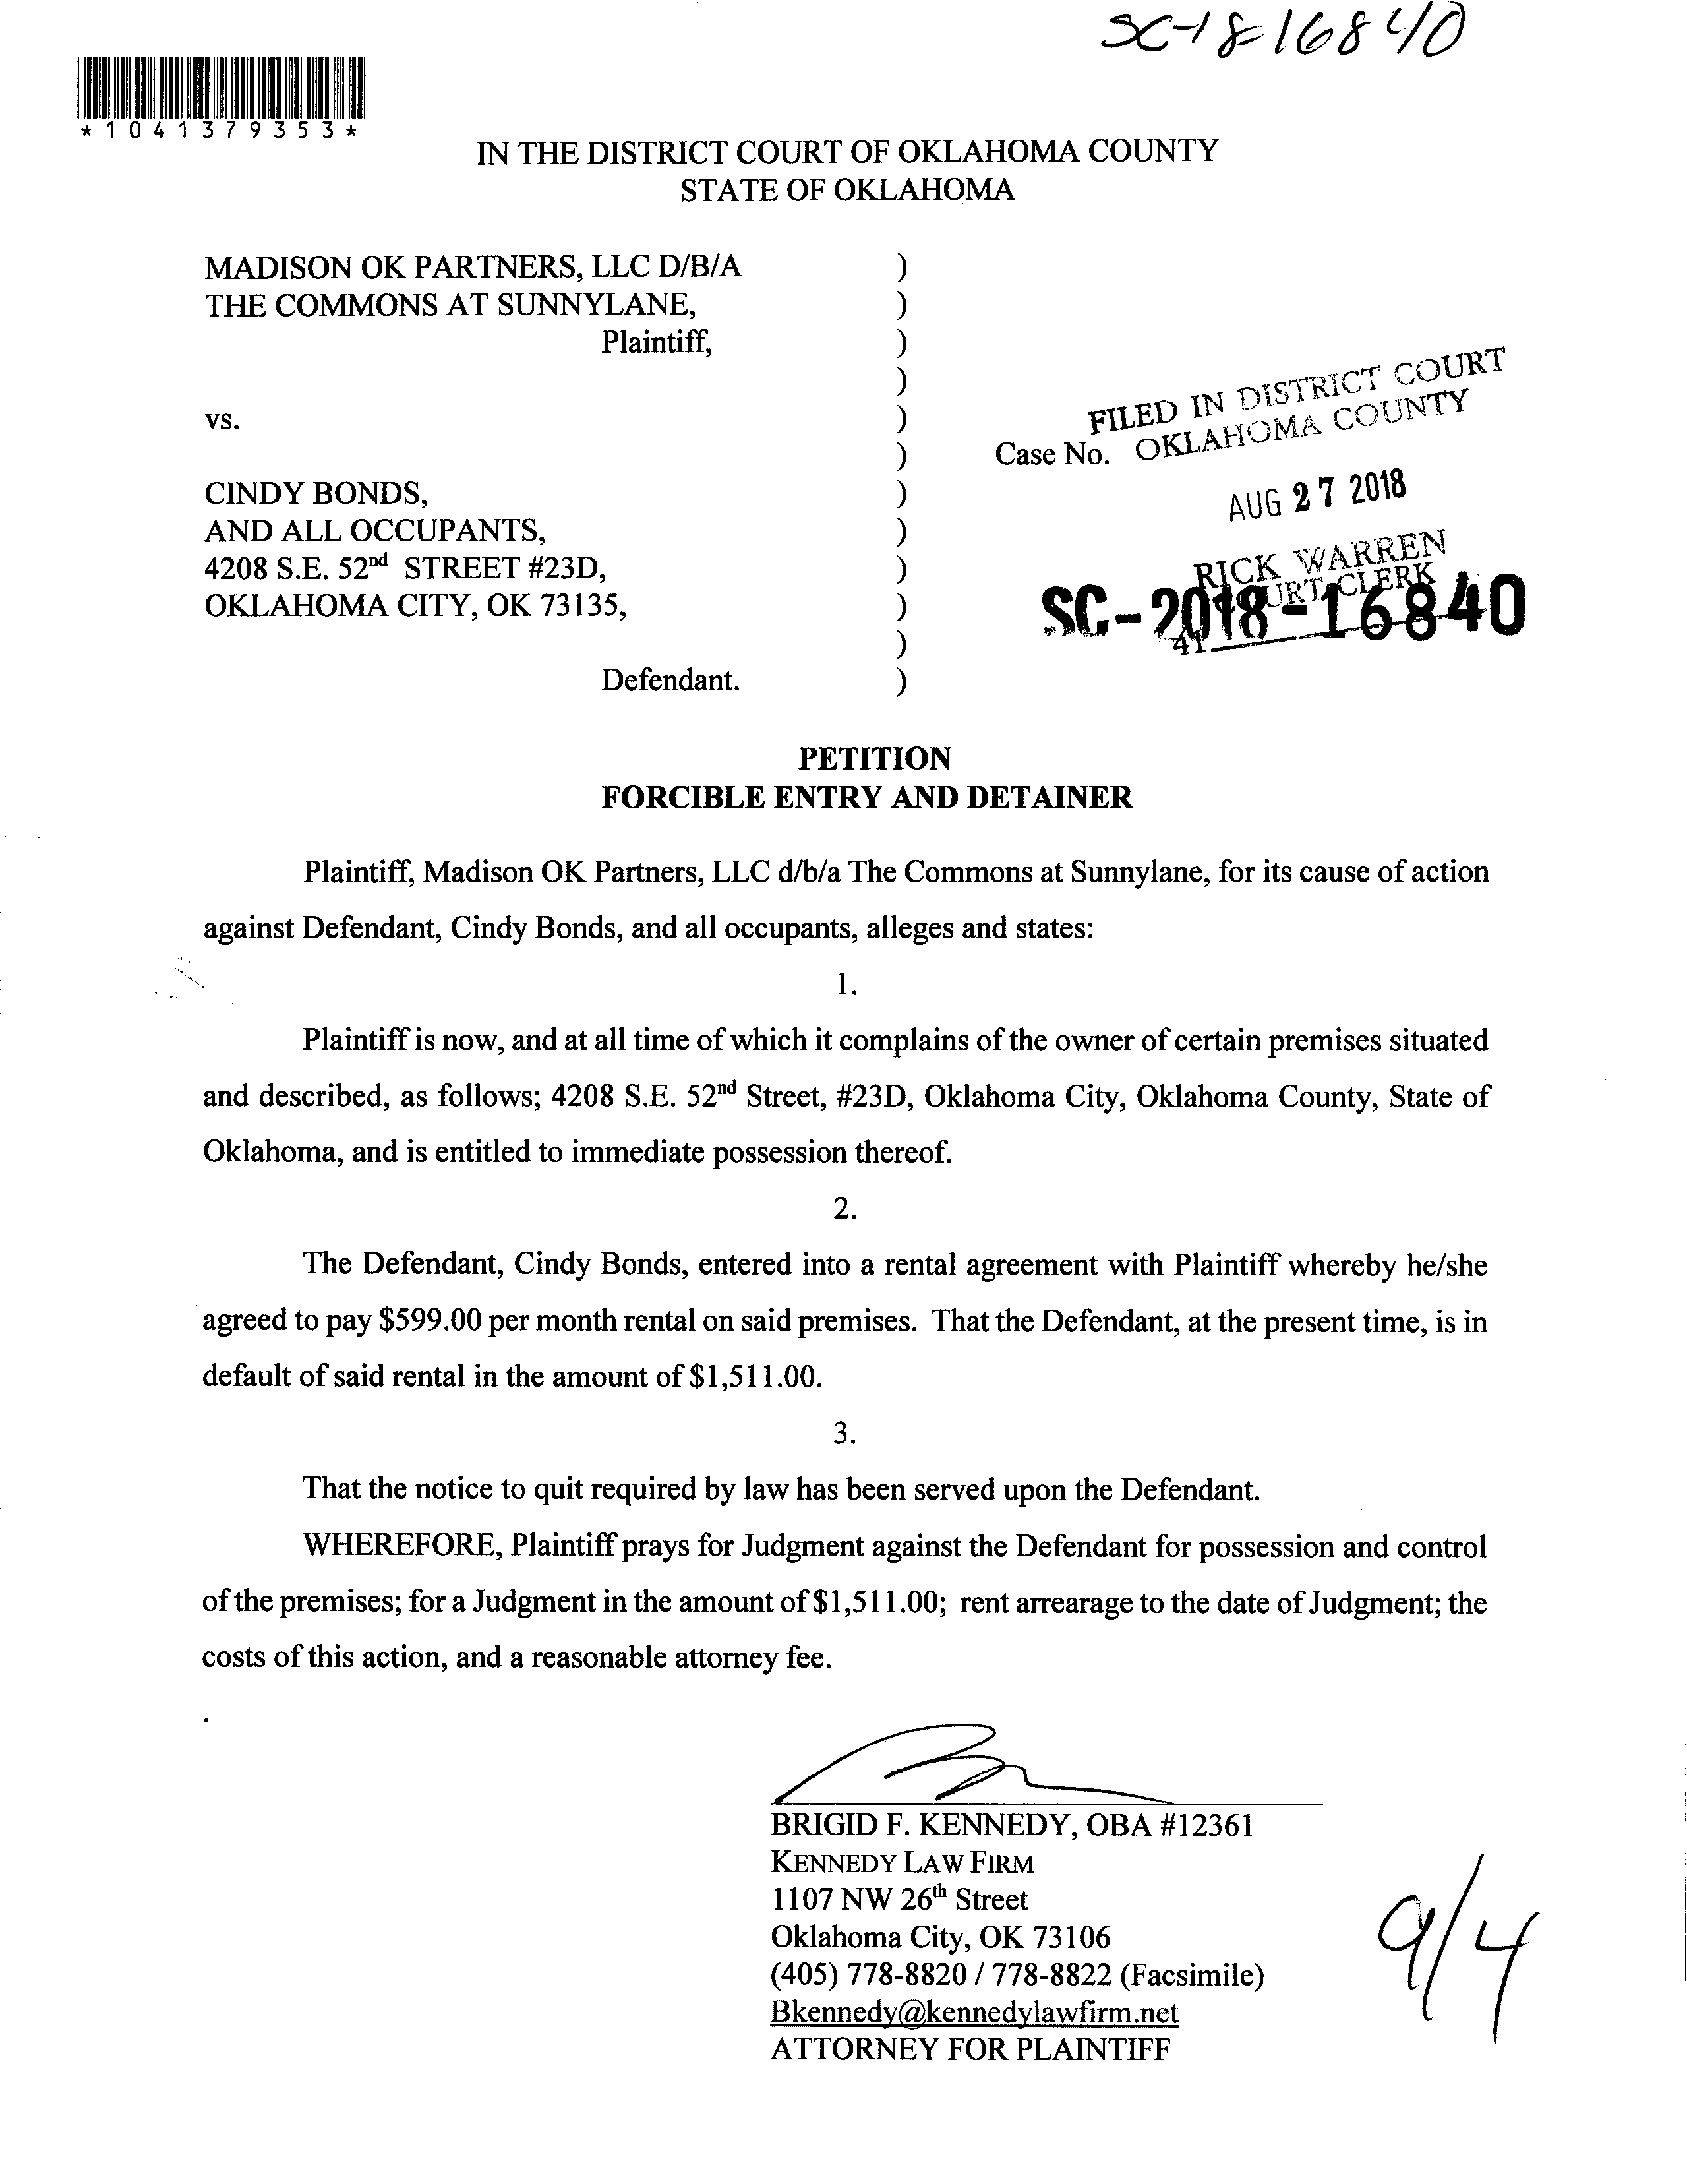 SC-18-16840
*1041379353*
IN THE DISTRICT COURT OF OKLAHOMA COUNTY
STATE OF OKLAHOMA
MADISON OK PARTNERS, LLC D/B/A )
THE COMMONS AT SUNNYLANE, )
Plaintiff, )
)
vs. )
)
CINDY BONDS, )
AND ALL OCCUPANTS, )
4208 S.E. 52nd STREET #23D, )
OKLAHOMA CITY, OK 73135, )
)
Defendant. )
FILED IN DISTRICT COURT
Case No. OKLAHOMA COUNTY
AUG 27 2018
RICK WARREN
CLERK
SC-2018-16840
41
PETITION
FORCIBLE ENTRY AND DETAINER
Plaintiff, Madison OK Partners, LLC d/b/a The Commons at Sunnylane, for its cause of action
against Defendant, Cindy Bonds, and all occupants, alleges and states:
1.
Plaintiff is now, and at all time of which it complains of the owner of certain premises situated
and described, as follows; 4208 S.E. 52nd Street, #23D, Oklahoma City, Oklahoma County, State of
Oklahoma, and is entitled to immediate possession thereof.
2.
The Defendant, Cindy Bonds, entered into a rental agreement with Plaintiff whereby he/she
agreed to pay $599.00 per month rental on said premises. That the Defendant, at the present time, is in
default of said rental in the amount of $1,511.00.
3.
That the notice to quit required by law has been served upon the Defendant.
WHEREFORE, Plaintiff prays for Judgment against the Defendant for possession and control
of the premises; for a Judgment in the amount of $1,511.00; rent arrearage to the date of Judgment; the
costs of this action, and a reasonable attorney fee.
BRIGID F. KENNEDY, OBA #12361
KENNEDY LAW FIRM
1107 NW 26th Street
Oklahoma City, OK 73106
(405) 778-8820 / 778-8822 (Facsimile)
Bkennedy@kennedylawfirm.net
ATTORNEY FOR PLAINTIFF
9/4